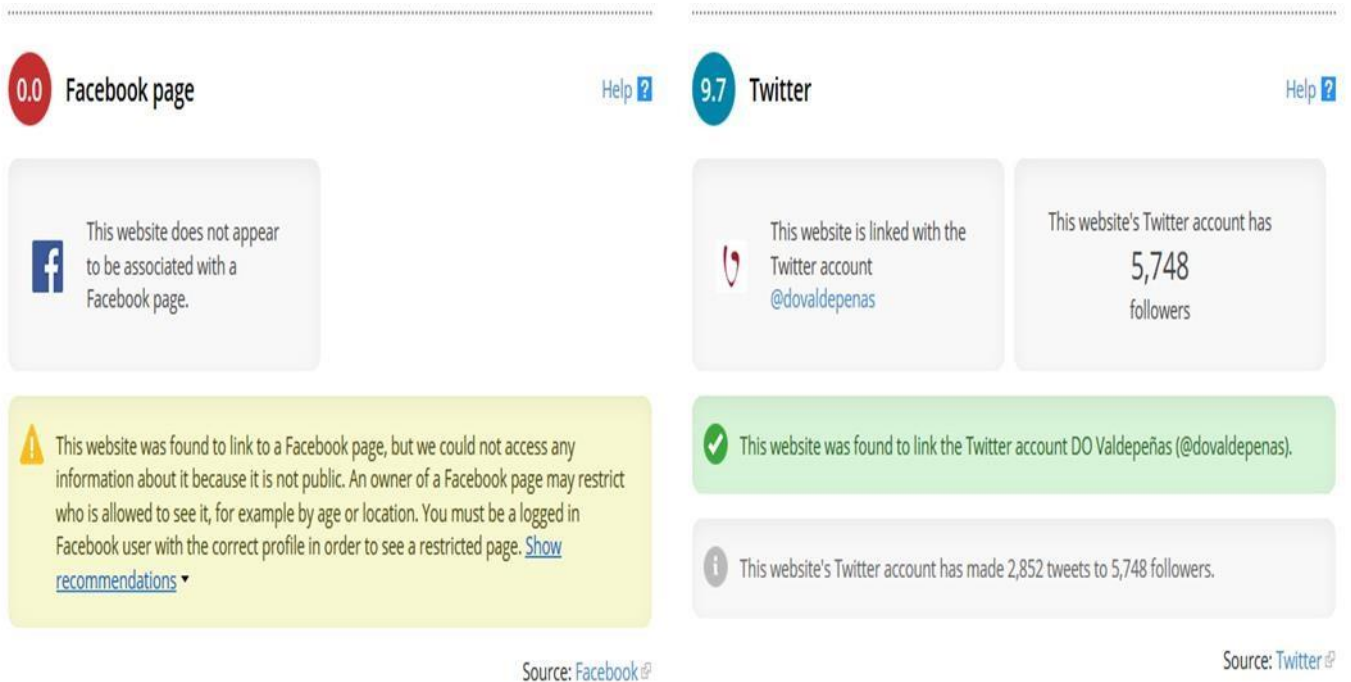 0.0 Facebook page Help ?
This website does not appear
to be associated with a
Facebook page.
This website was found to link to a Facebook page, but we could not access any
information about it because it is not public. An owner of a Facebook page may restrict
who is allowed to see it, for example by age or location. You must be a logged in
Facebook user with the correct profile in order to see a restricted page. Show
recommendations
Source: Facebook
9.7 Twitter Help ?
This website is linked with the
Twitter account
@dovaldepenas
This website's Twitter account has
5,748
followers
This website was found to link the Twitter account DO Valdepeñas (@dovaldepenas).
This website's Twitter account has made 2,852 tweets to 5,748 followers.
Source: Twitter